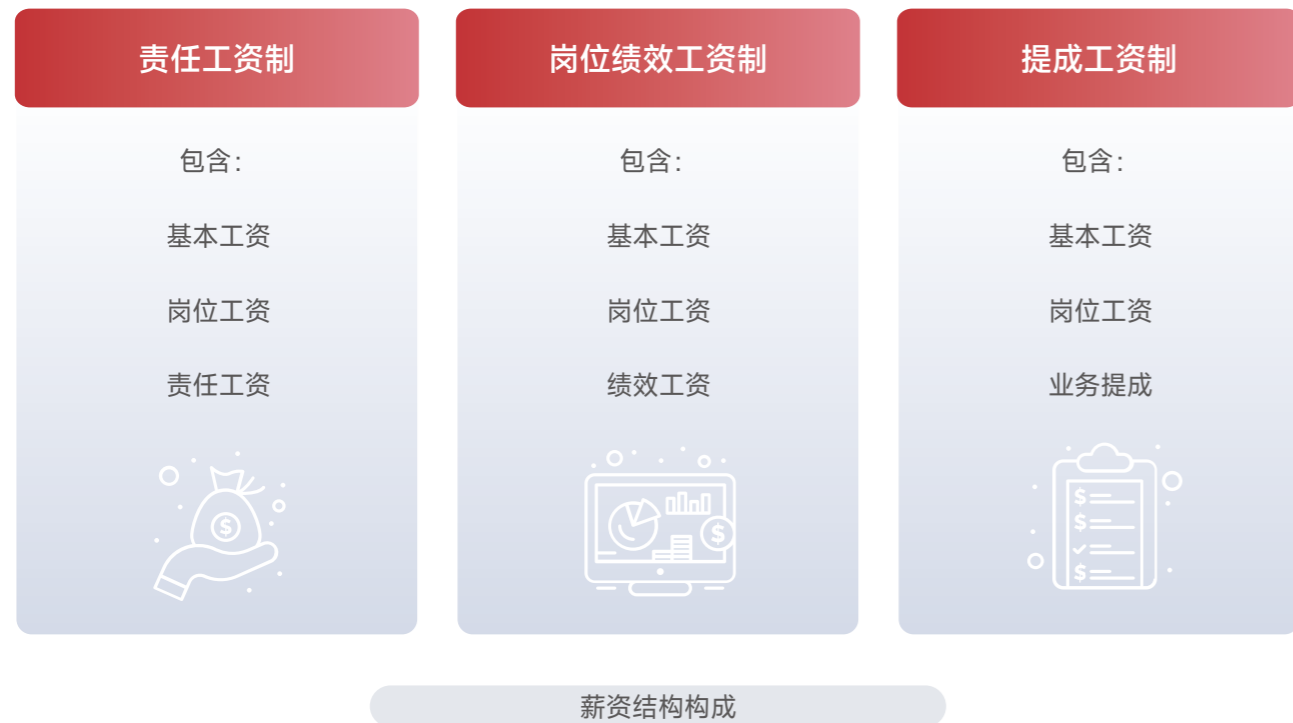 责任工资制
包含：
基本工资
岗位工资
责任工资
岗位绩效工资制
包含：
基本工资
岗位工资
绩效工资
提成工资制
包含：
基本工资
岗位工资
业务提成
$
$
$
$
$
薪资结构构成